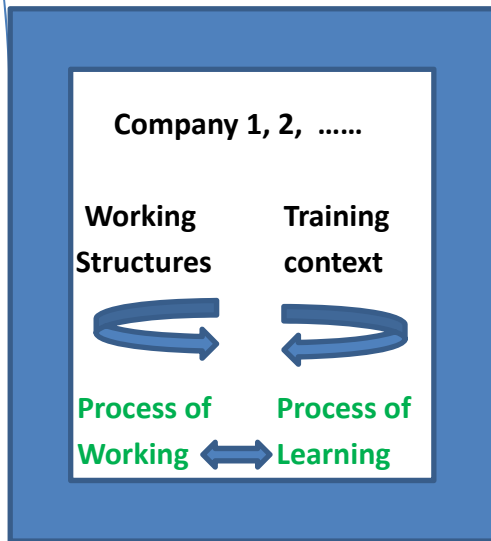 Company 1, 2, ......
Working Training
Structures context
Process of Process of
Working Learning